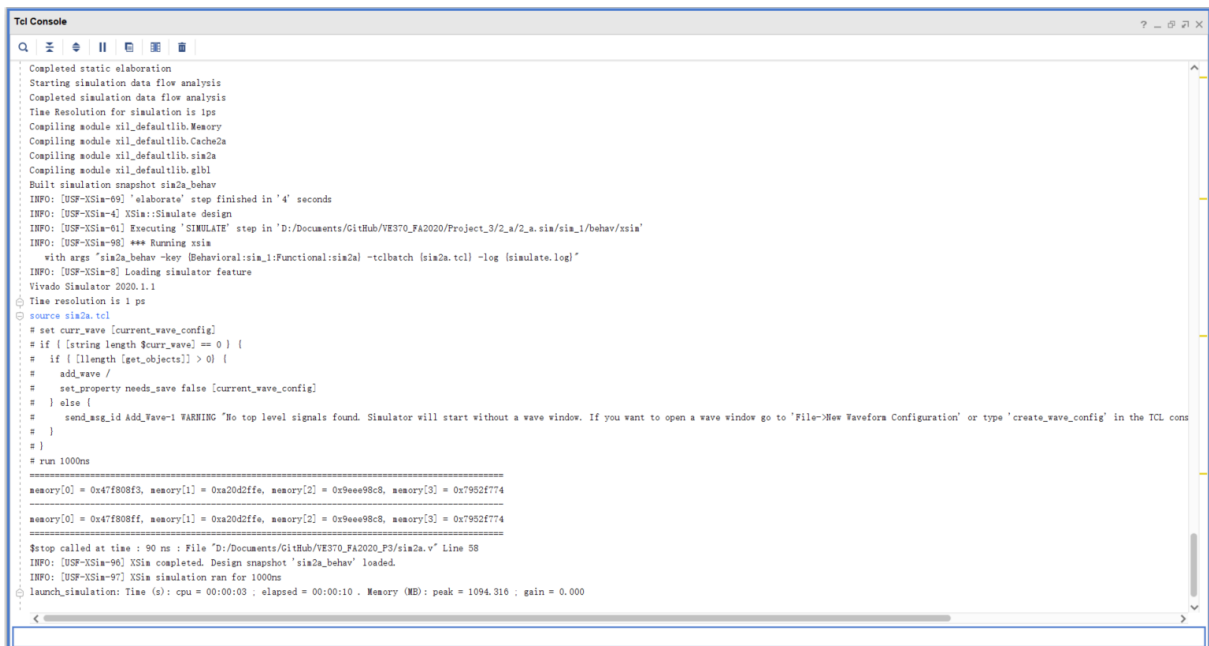 Tcl Console
Completed static elaboration
Starting simulation data flow analysis
Completed simulation data flow analysis
Time Resolution for simulation is 1ps
Compiling module xil_defaultlib.Memory
Compiling module xil_defaultlib.Cache2a
Compiling module xil_defaultlib.sim2a
Compiling module xil_defaultlib.glbl
Built simulation snapshot sim2a_behav
INFO: [USF-XSim-69] 'elaborate' step finished in '4' seconds
INFO: [USF-XSim-4] XSim::Simulate design
INFO: [USF-XSim-61] Executing 'SIMULATE' step in 'D:/Documents/GitHub/VE370_FA2020/Project_3/2_a/2_a.sim/sim_1/behav/xsim'
INFO: [USF-XSim-98] *** Running xsim
with args "sim2a_behav -key {Behavioral:sim_1:Functional:sim2a} -tclbatch {sim2a.tcl} -log {simulate.log}"
INFO: [USF-XSim-8] Loading simulator feature
Vivado Simulator 2020.1.1
Time resolution is 1 ps
source sim2a.tcl
# set curr_wave [current_wave_config]
# if { [string length $curr_wave] == 0 } {
#   if { [llength [get_objects]] > 0} {
#     add_wave /
#     set_property needs_save false [current_wave_config]
#   } else {
#      send_msg_id Add_Wave-1 WARNING "No top level signals found. Simulator will start without a wave window. If you want to open a wave window go to 'File->New Waveform Configuration' or type 'create_wave_config' in the TCL cons
#   }
# }
# run 1000ns
==============================================================
memory[0] = 0x47f808f3, memory[1] = 0xa20d2ffe, memory[2] = 0x9eee98c8, memory[3] = 0x7952f774
--------------------------------------------------------------
memory[0] = 0x47f808ff, memory[1] = 0xa20d2ffe, memory[2] = 0x9eee98c8, memory[3] = 0x7952f774
==============================================================
$stop called at time : 90 ns : File "D:/Documents/GitHub/VE370_FA2020_P3/sim2a.v" Line 58
INFO: [USF-XSim-96] XSim completed. Design snapshot 'sim2a_behav' loaded.
INFO: [USF-XSim-97] XSim simulation ran for 1000ns
launch_simulation: Time (s): cpu = 00:00:03 ; elapsed = 00:00:10 . Memory (MB): peak = 1094.316 ; gain = 0.000